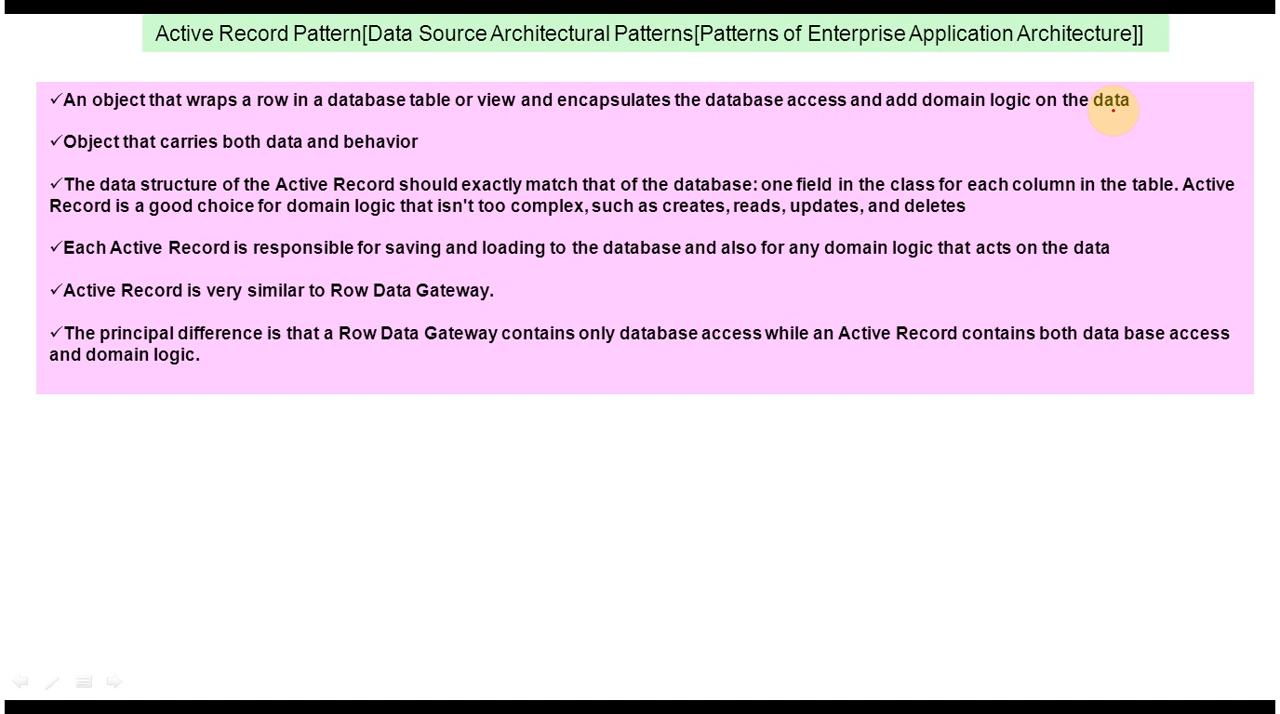 Active Record Pattern[Data Source Architectural Patterns[Patterns of Enterprise Application Architecture]]
✓An object that wraps a row in a database table or view and encapsulates the database access and add domain logic on the data
✓Object that carries both data and behavior
✓The data structure of the Active Record should exactly match that of the database: one field in the class for each column in the table. Active
Record is a good choice for domain logic that isn't too complex, such as creates, reads, updates, and deletes
✓Each Active Record is responsible for saving and loading to the database and also for any domain logic that acts on the data
✓Active Record is very similar to Row Data Gateway.
✓The principal difference is that a Row Data Gateway contains only database access while an Active Record contains both data base access
and domain logic.